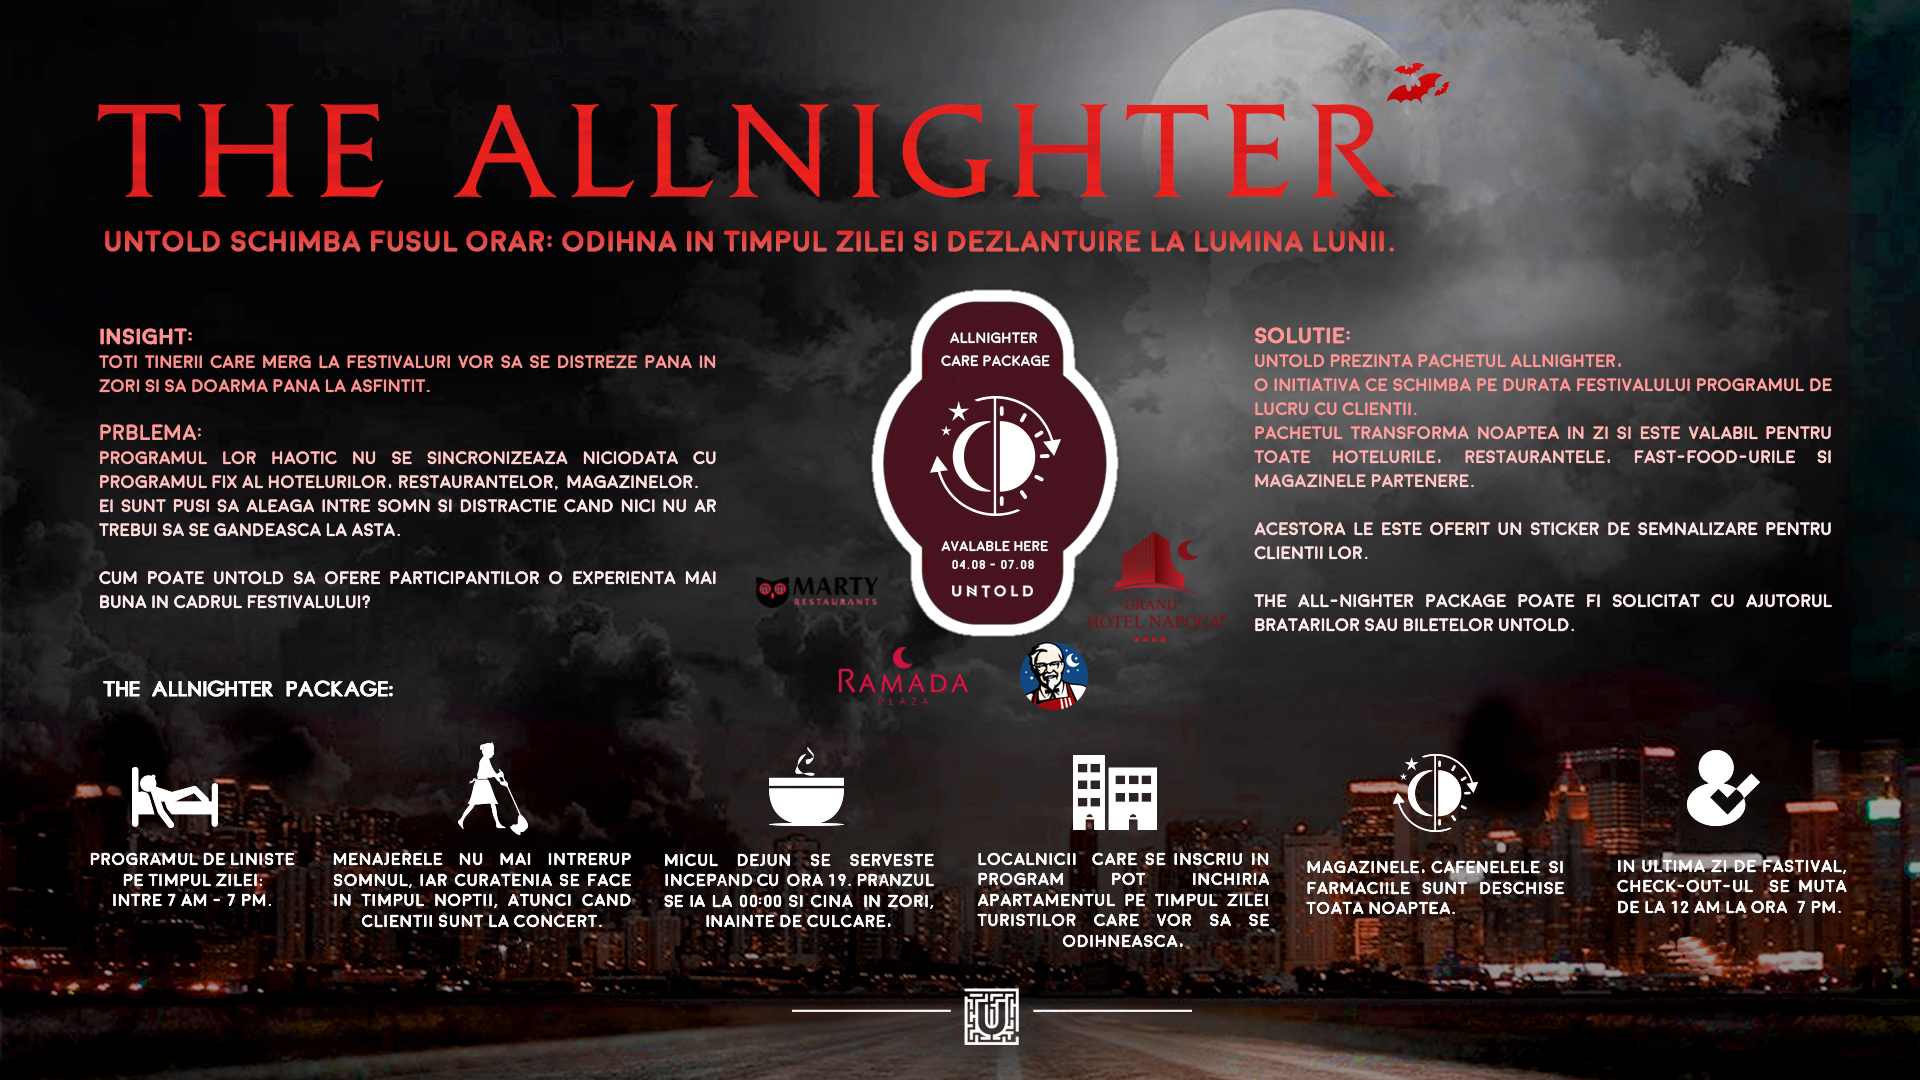 THE ALLNIGHTER
UNTOLD SCHIMBA FUSUL ORAR: ODIHNA IN TIMPUL ZILEI SI DEZLANTUIRE LA LUMINA LUNII.
INSIGHT:
TOTI TINERII CARE MERG LA FESTIVALURI VOR SA SE DISTREZE PANA IN
ZORI SI SA DOARMA PANA LA ASFINTIT.
PRBLEMA:
PROGRAMUL LOR HAOTIC NU SE SINCRONIZEAZA NICIODATA CU
PROGRAMUL FIX AL HOTELURILOR. RESTAURANTELOR, MAGAZINELOR.
EI SUNT PUSI SA ALEAGA INTRE SOMN SI DISTRACTIE CAND NICI NU AR
TREBUI SA SE GANDEASCA LA ASTA.
CUM POATE UNTOLD SA OFERE PARTICIPANTILOR O EXPERIENTA MAI
BUNA IN CADRUL FESTIVALULUI?
ALLNIGHTER
CARE PACKAGE
AVALABLE HERE
04.08 - 07.08
UNTOLD
MARTY
RESTAURANTS
GRAND
HOTEL NAPOCA
RAMADA
PLAZA
SOLUTIE:
UNTOLD PREZINTA PACHETUL ALLNIGHTER.
O INITIATIVA CE SCHIMBA PE DURATA FESTIVALULUI PROGRAMUL DE
LUCRU CU CLIENTII.
PACHETUL TRANSFORMA NOAPTEA IN ZI SI ESTE VALABIL PENTRU
TOATE HOTELURILE. RESTAURANTELE. FAST-FOOD-URILE SI
MAGAZINELE PARTENERE.
ACESTORA LE ESTE OFERIT UN STICKER DE SEMNALIZARE PENTRU
CLIENTII LOR.
THE ALL-NIGHTER PACKAGE POATE FI SOLICITAT CU AJUTORUL
BRATARILOR SAU BILETELOR UNTOLD.
THE ALLNIGHTER PACKAGE:
PROGRAMUL DE LINISTE
PE TIMPUL ZILEI:
INTRE 7 AM - 7 PM.
MENAJERELE NU MAI INTRERUP
SOMNUL, IAR CURATENIA SE FACE
IN TIMPUL NOPTII, ATUNCI CAND
CLIENTII SUNT LA CONCERT.
MICUL DEJUN SE SERVESTE
INCEPAND CU ORA 19. PRANZUL
SE IA LA 00:00 SI CINA IN ZORI,
INAINTE DE CULCARE.
LOCALNICII CARE SE INSCRIU IN
PROGRAM POT INCHIRIA
APARTAMENTUL PE TIMPUL ZILEI
TURISTILOR CARE VOR SA SE
ODIHNEASCA.
MAGAZINELE. CAFENELELE SI
FARMACIILE SUNT DESCHISE
TOATA NOAPTEA.
IN ULTIMA ZI DE FASTIVAL,
CHECK-OUT-UL SE MUTA
DE LA 12 AM LA ORA 7 PM.
U